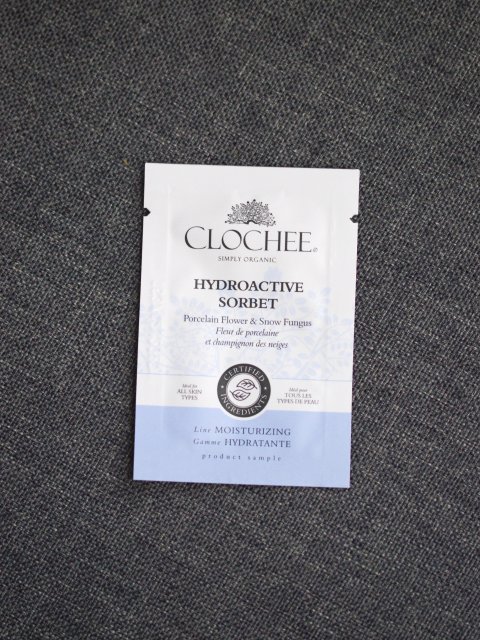 CLOCHEE®
SIMPLY ORGANIC
HYDROACTIVE
SORBET
Porcelain Flower & Snow Fungus
Fleur de porcelaine
et champignon des neiges
Ideal for
ALL SKIN
TYPES
CERTIFIED
INGREDIENTS
Idéal pour
TOUS LES
TYPES DE PEAU
Line MOISTURIZING
Gamme HYDRATANTE
product sample